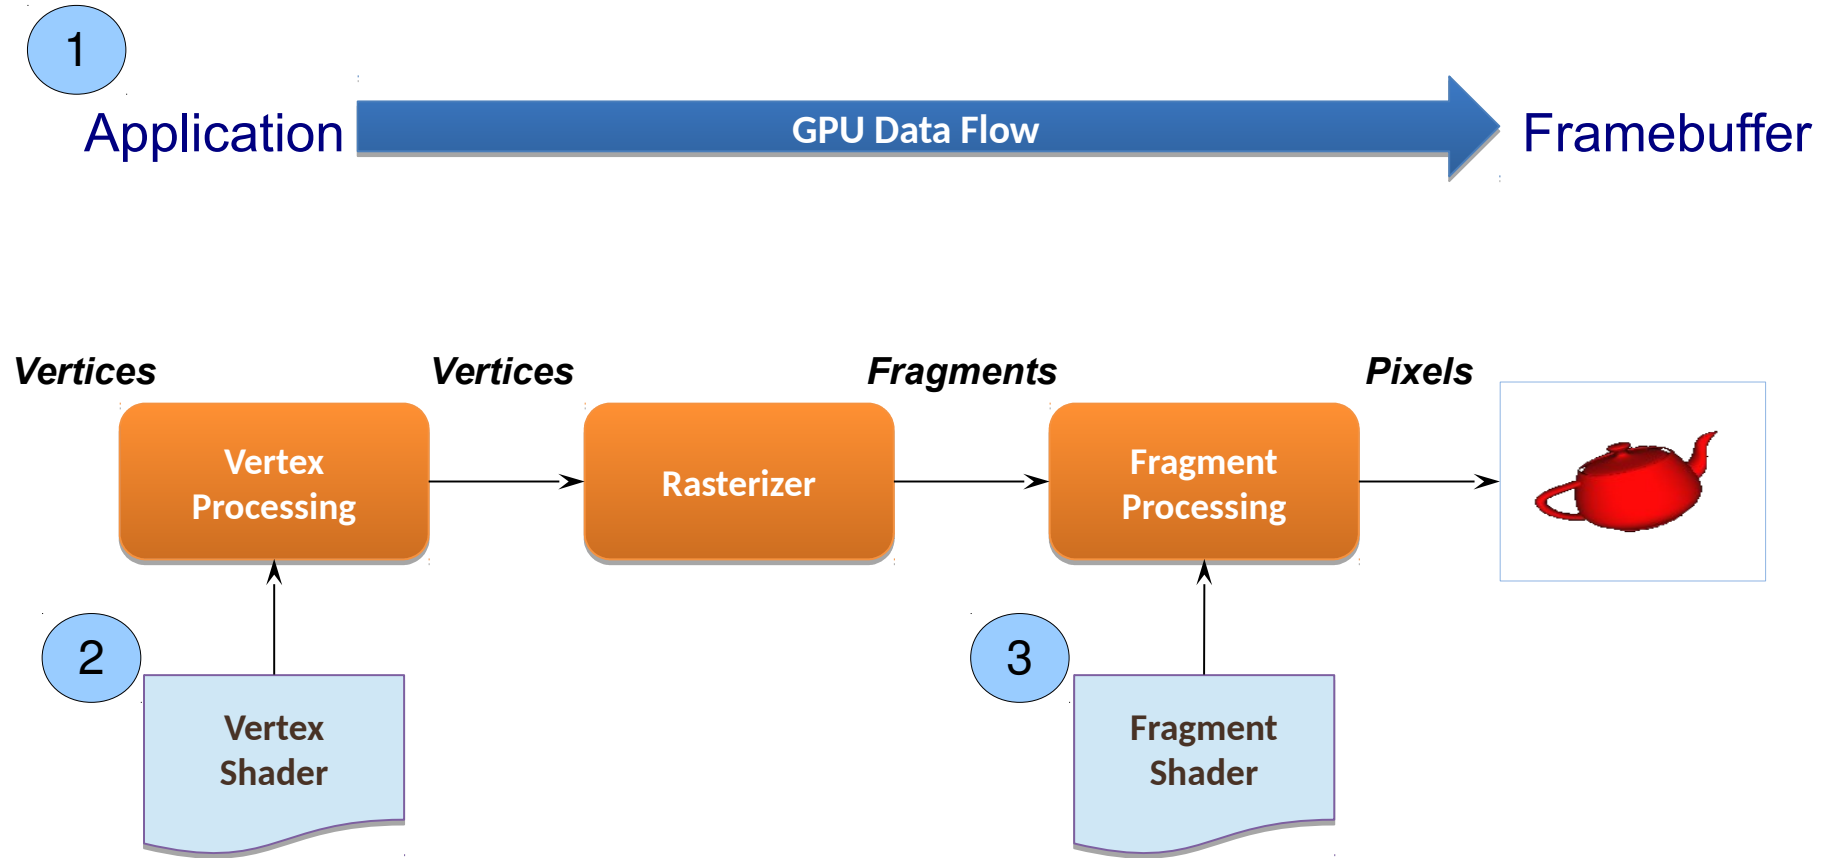 1
Application
GPU Data Flow
Framebuffer
Vertices
Vertices
Fragments
Pixels
Vertex
Processing
Rasterizer
Fragment
Processing
2
Vertex
Shader
3
Fragment
Shader